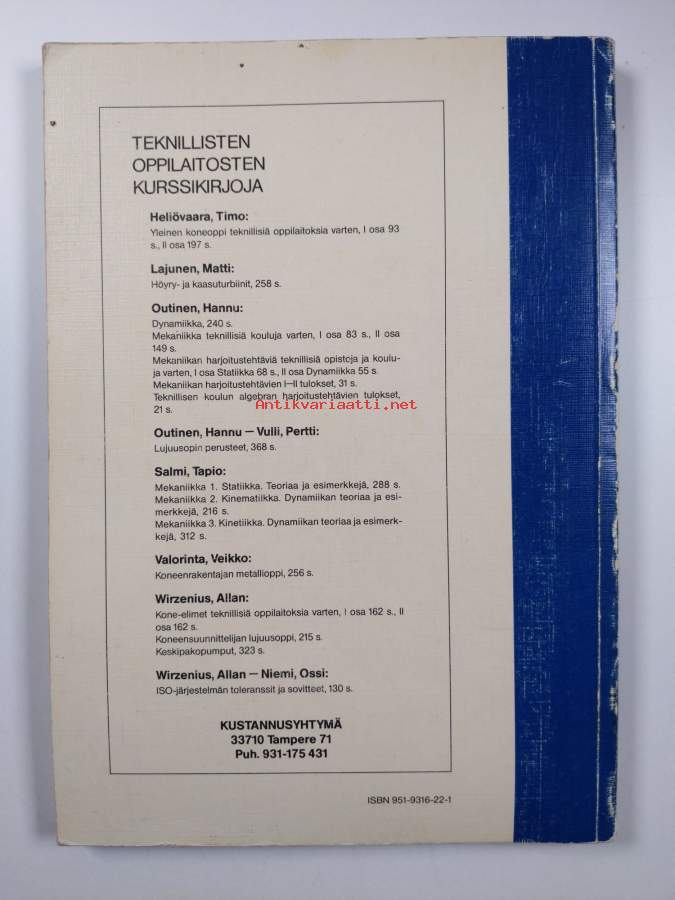 TEKNILLISTEN
OPPILAITOSTEN
KURSSIKIRJOJA
Heliövaara, Timo:
Yleinen koneoppi teknillisiä oppilaitoksia varten, I osa 93
s., II osa 197 s.
Lajunen, Matti:
Höyry- ja kaasuturbiinit, 258 s.
Outinen, Hannu:
Dynamiikka, 240 s.
Mekaniikka teknillisiä kouluja varten, I osa 83 s., II osa
149 s.
Mekaniikan harjoitustehtäviä teknillisiä opistoja ja koulu-
ja varten, I osa Statiikka 68 s., II osa Dynamiikka 55 s.
Mekaniikan harjoitustehtävien I—II tulokset, 31 s.
Teknillisen koulun algebran harjoitustehtävien tulokset,
21 s.
Antikvariaatti.net
Outinen, Hannu — Vulli, Pertti:
Lujuusopin perusteet, 368 s.
Salmi, Tapio:
Mekaniikka 1. Statiikka. Teoriaa ja esimerkkejä, 288 s.
Mekaniikka 2. Kinematiikka. Dynamiikan teoriaa ja esi-
merkkejä, 216 s.
Mekaniikka 3. Kinetiikka. Dynamiikan teoriaa ja esimerk-
kejä, 312 s.
Valorinta, Veikko:
Koneenrakentajan metallioppi, 256 s.
Wirzenius, Allan:
Kone-elimet teknillisiä oppilaitoksia varten, I osa 162 s., II
osa 162 s.
Koneensuunnittelijan lujuusoppi, 215 s.
Keskipakopumput, 323 s.
Wirzenius, Allan — Niemi, Ossi:
ISO-järjestelmän toleranssit ja sovitteet, 130 s.
KUSTANNUSYHTYMÄ
33710 Tampere 71
Puh. 931-175 431
ISBN 951-9316-22-1